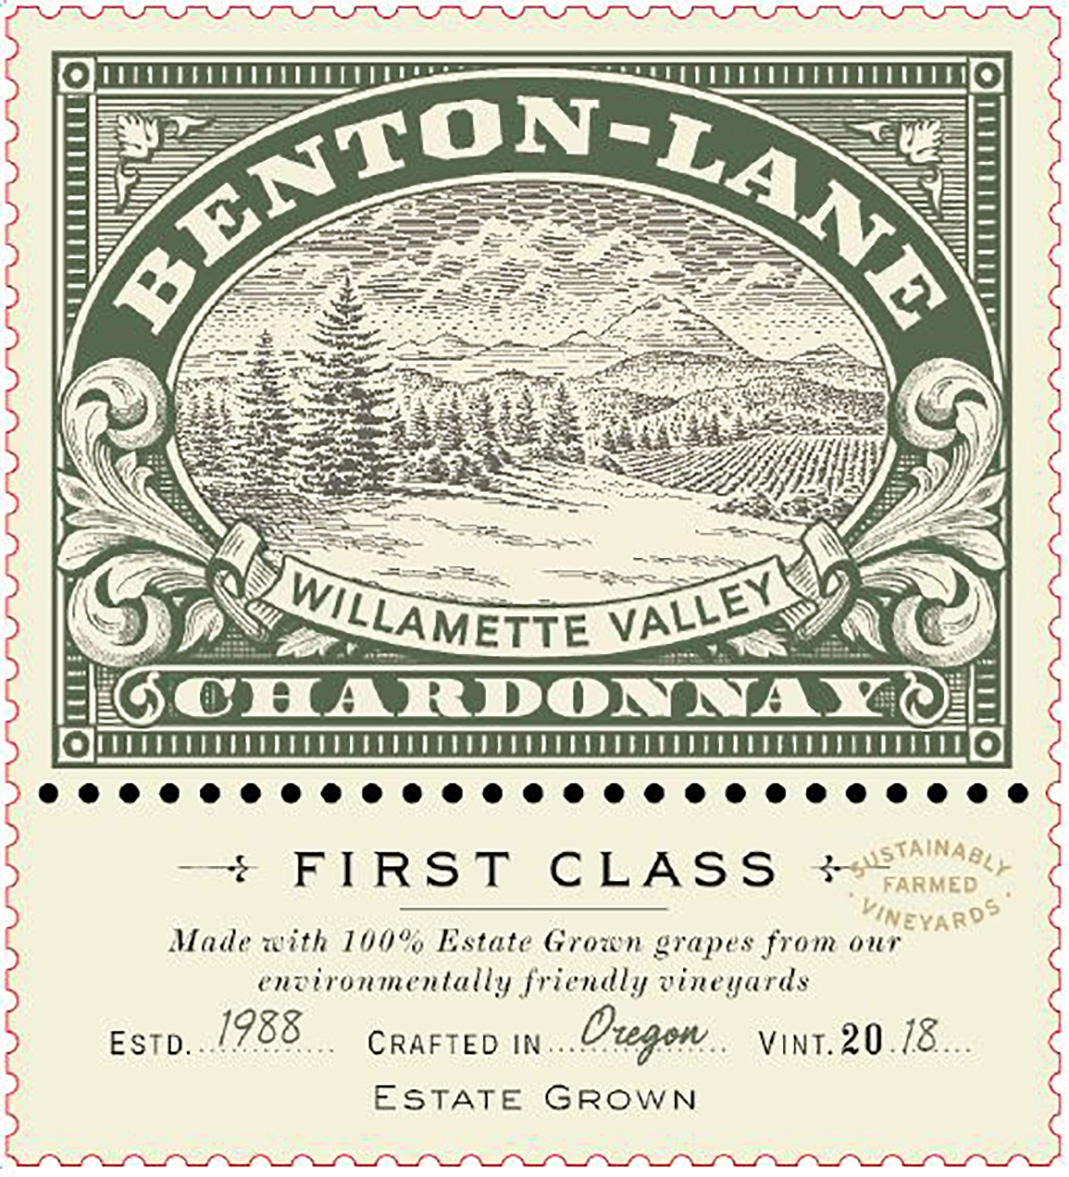 BENTON-LANE
WILLAMETTE VALLEY
CHARDONNAY
FIRST CLASS
SUSTAINABLY
FARMED
VINEYARDS
Made with 100% Estate Grown grapes from our
environmentally friendly vineyards
ESTD. 1988 CRAFTED IN Oregon VINT. 20 18
ESTATE GROWN